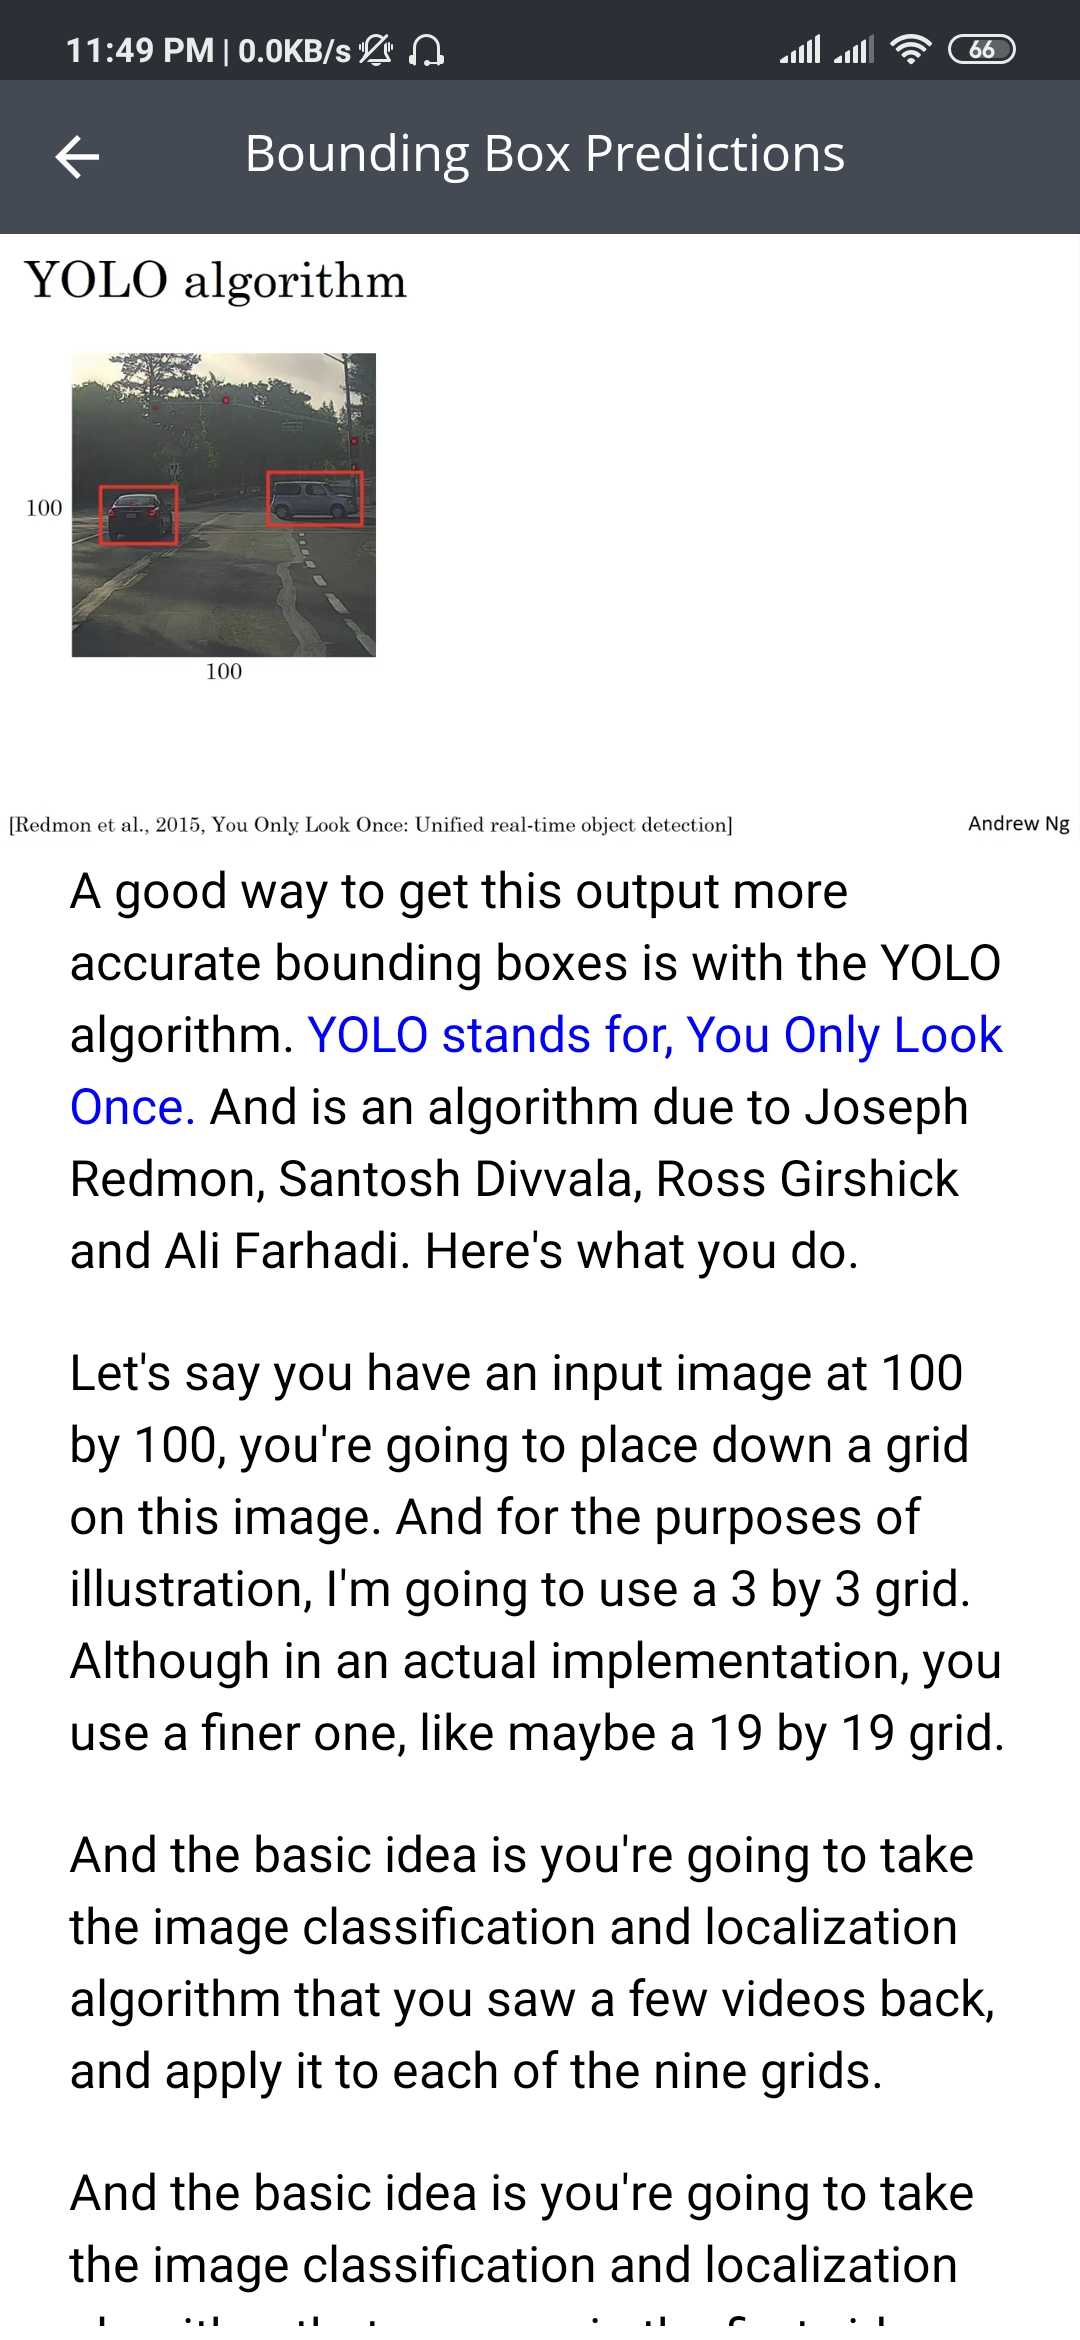 11:49 PM | 0.0KB/s
66
Bounding Box Predictions
YOLO algorithm
100
100
[Redmon et al., 2015, You Only Look Once: Unified real-time object detection]
Andrew Ng
A good way to get this output more
accurate bounding boxes is with the YOLO
algorithm. YOLO stands for, You Only Look
Once. And is an algorithm due to Joseph
Redmon, Santosh Divvala, Ross Girshick
and Ali Farhadi. Here's what you do.
Let's say you have an input image at 100
by 100, you're going to place down a grid
on this image. And for the purposes of
illustration, I'm going to use a 3 by 3 grid.
Although in an actual implementation, you
use a finer one, like maybe a 19 by 19 grid.
And the basic idea is you're going to take
the image classification and localization
algorithm that you saw a few videos back,
and apply it to each of the nine grids.
And the basic idea is you're going to take
the image classification and localization